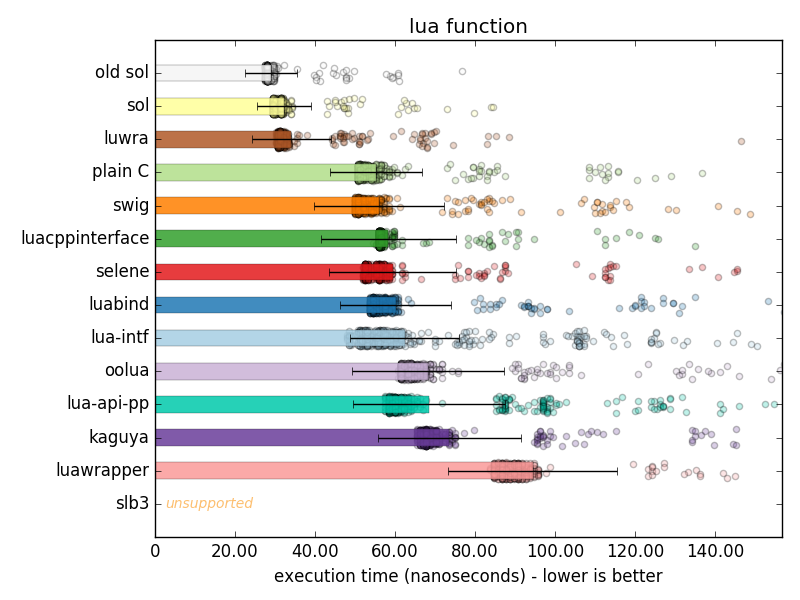 lua function
old sol
sol
luwra
plain C
swig
luacppinterface
selene
luabind
lua-intf
oolua
lua-api-pp
kaguya
luawrapper
slb3 unsupported
0 20.00 40.00 60.00 80.00 100.00 120.00 140.00
execution time (nanoseconds) - lower is better